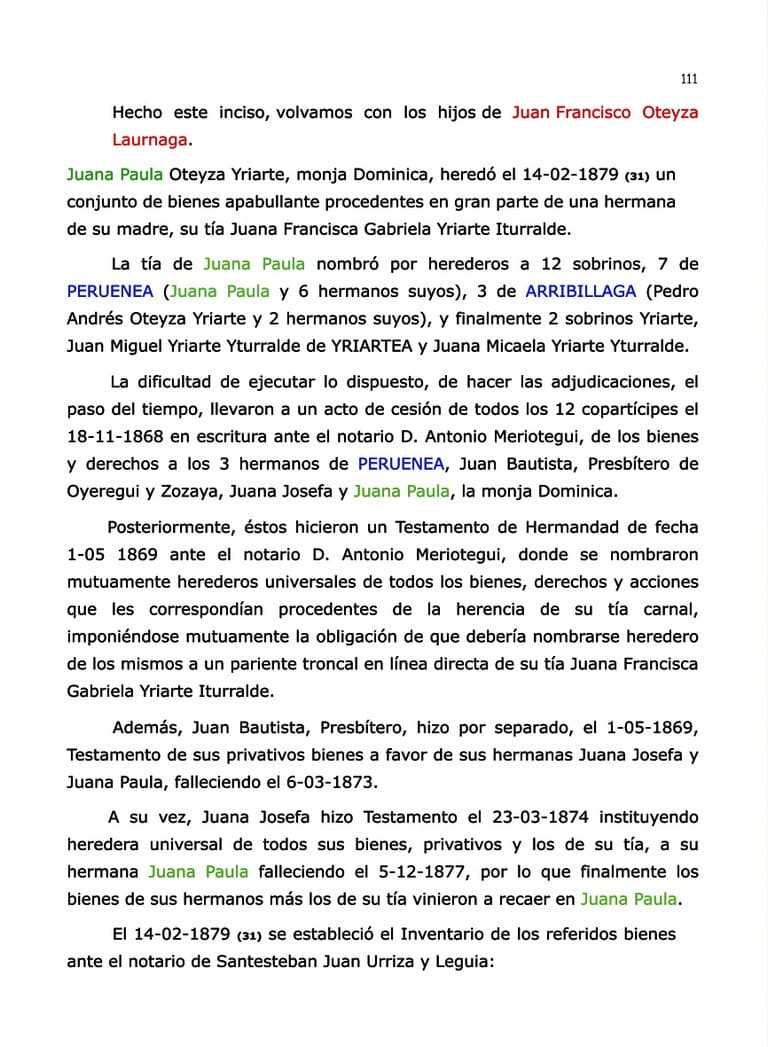 111
Hecho este inciso, volvamos con los hijos de Juan Francisco Oteyza
Laurnaga.
Juana Paula Oteyza Yriarte, monja Dominica, heredó el 14-02-1879 (31) un
conjunto de bienes apabullante procedentes en gran parte de una hermana
de su madre, su tía Juana Francisca Gabriela Yriarte Iturralde.
La tía de Juana Paula nombró por herederos a 12 sobrinos, 7 de
PERUENEA (Juana Paula y 6 hermanos suyos), 3 de ARRIBILLAGA (Pedro
Andrés Oteyza Yriarte y 2 hermanos suyos), y finalmente 2 sobrinos Yriarte,
Juan Miguel Yriarte Yturralde de YRIARTEA y Juana Micaela Yriarte Yturralde.
La dificultad de ejecutar lo dispuesto, de hacer las adjudicaciones, el
paso del tiempo, llevaron a un acto de cesión de todos los 12 copartícipes el
18-11-1868 en escritura ante el notario D. Antonio Meriotegui, de los bienes
y derechos a los 3 hermanos de PERUENEA, Juan Bautista, Presbítero de
Oyeregui y Zozaya, Juana Josefa y Juana Paula, la monja Dominica.
Posteriormente, éstos hicieron un Testamento de Hermandad de fecha
1-05 1869 ante el notario D. Antonio Meriotegui, donde se nombraron
mutuamente herederos universales de todos los bienes, derechos y acciones
que les correspondían procedentes de la herencia de su tía carnal,
imponiéndose mutuamente la obligación de que debería nombrarse heredero
de los mismos a un pariente troncal en línea directa de su tía Juana Francisca
Gabriela Yriarte Iturralde.
Además, Juan Bautista, Presbítero, hizo por separado, el 1-05-1869,
Testamento de sus privativos bienes a favor de sus hermanas Juana Josefa y
Juana Paula, falleciendo el 6-03-1873.
A su vez, Juana Josefa hizo Testamento el 23-03-1874 instituyendo
heredera universal de todos sus bienes, privativos y los de su tía, a su
hermana Juana Paula falleciendo el 5-12-1877, por lo que finalmente los
bienes de sus hermanos más los de su tía vinieron a recaer en Juana Paula.
El 14-02-1879 (31) se estableció el Inventario de los referidos bienes
ante el notario de Santesteban Juan Urriza y Leguia: